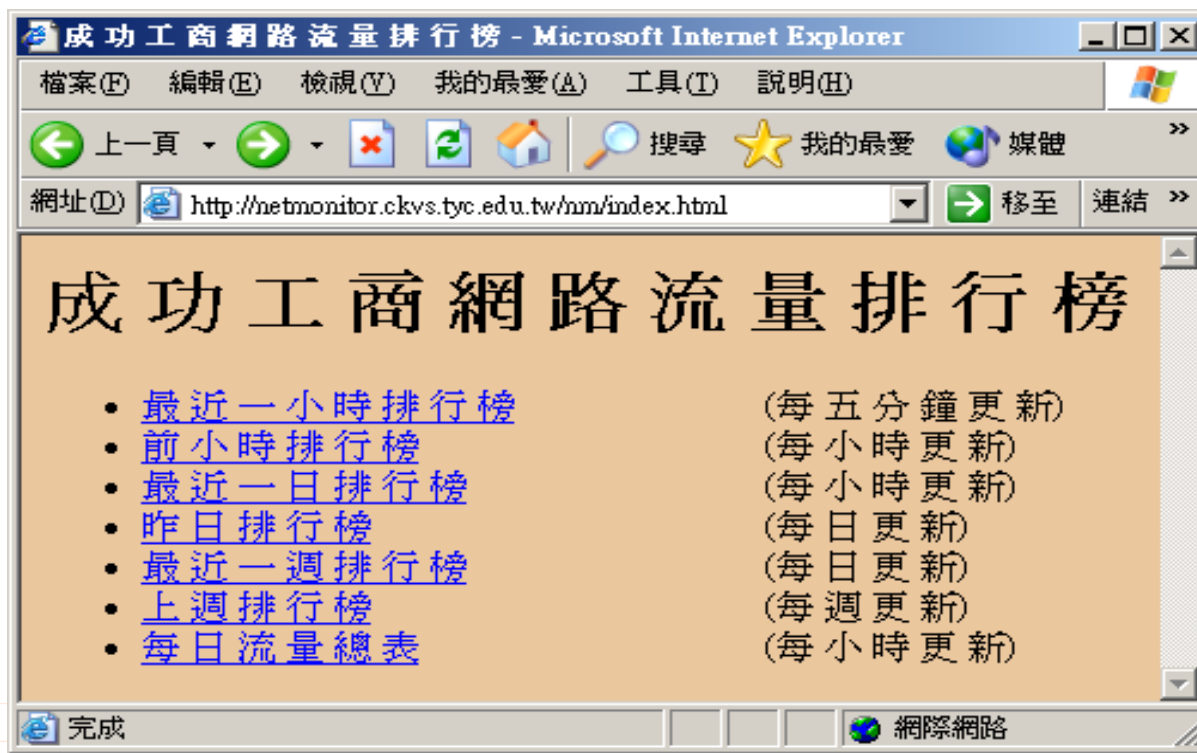 成功工商網路流量排行榜 - Microsoft Internet Explorer
檔案(F) 編輯(E) 檢視(V) 我的最愛(A) 工具(T) 說明(H)
上一頁 搜尋 我的最愛 媒體 »
網址(D) http://netmonitor.ckvs.tyc.edu.tw/nm/index.html 移至 連結 »
成功工商網路流量排行榜
• 最近一小時排行榜 (每五分鐘更新)
• 前小時排行榜 (每小時更新)
• 最近一日排行榜 (每小時更新)
• 昨日排行榜 (每日更新)
• 最近一週排行榜 (每日更新)
• 上週排行榜 (每週更新)
• 每日流量總表 (每小時更新)
完成 網際網路